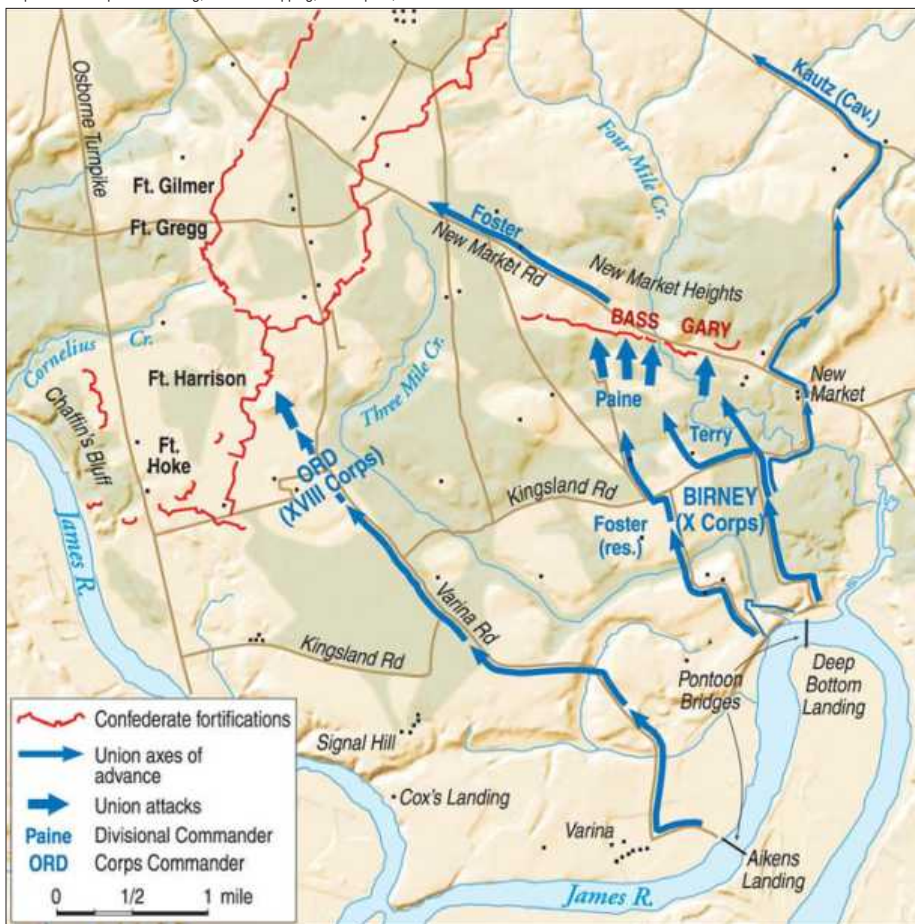 Osborne Turnpike
Kautz (Cav.)
Four Mile Cr.
Ft. Gilmer
Ft. Gregg
Foster
New Market Rd
New Market Heights
BASS GARY
Cornelius Cr.
Ft. Harrison
Three Mile Cr.
Paine
New
Market
Chaffin's Bluff
Ft.
Hoke
Terry
ORD
(XVIII Corps)
Kingsland Rd
BIRNEY
(X Corps)
Foster
(res.)
James R.
Varina Rd
Kingsland Rd
Pontoon
Bridges
Deep
Bottom
Landing
Signal Hill
Cox's Landing
Varina
Aikens
Landing
James R.
Confederate fortifications
Union axes of
advance
Union attacks
Paine Divisional Commander
ORD Corps Commander
0 1/2 1 mile